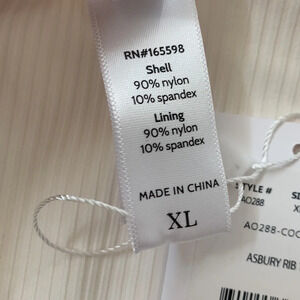 RN#165598
Shell
90% nylon
10% spandex
Lining
90% nylon
10% spandex
MADE IN CHINA
XL
STYLE #
AO288
AO288-COC
ASBURY RIB